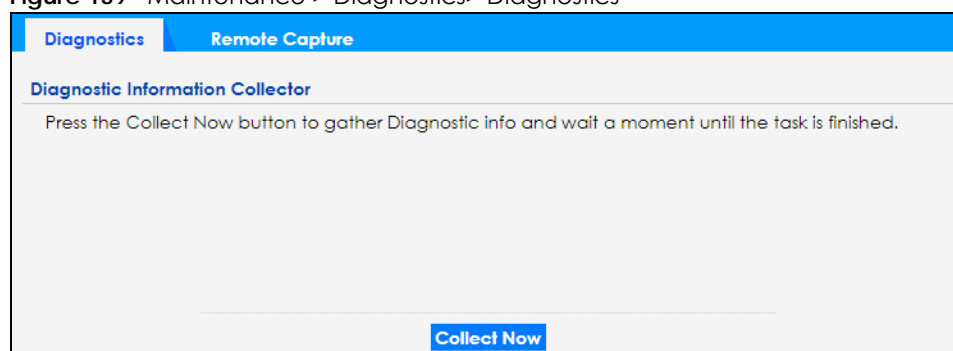 Diagnostics Remote Capture
Diagnostic Information Collector
Press the Collect Now button to gather Diagnostic info and wait a moment until the task is finished.
Collect Now